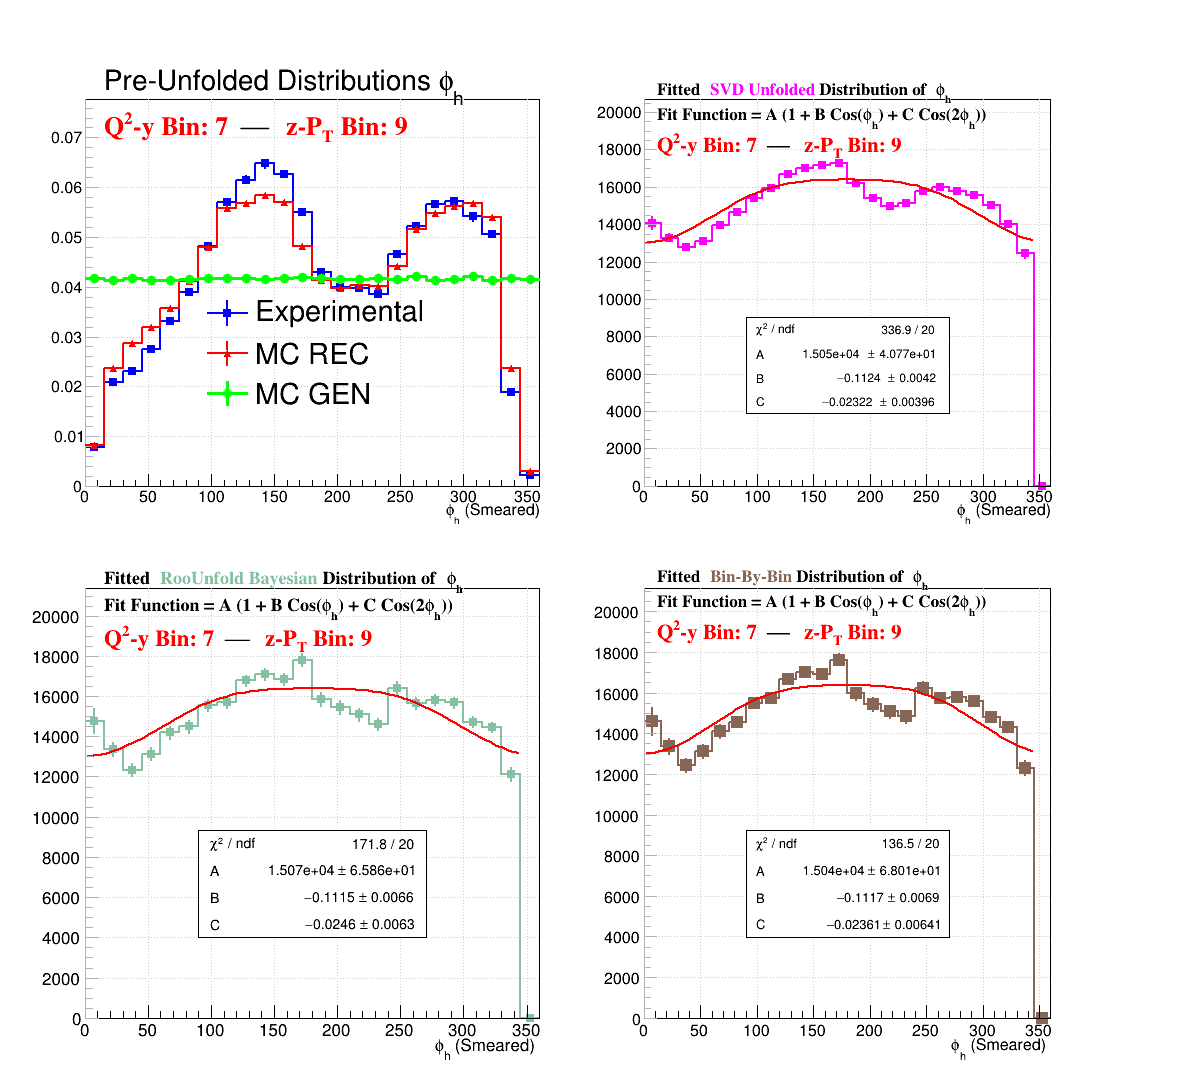 Pre-Unfolded Distributions ϕh
Q2-y Bin: 7 — z-PT Bin: 9
0.07
0.06
0.05
0.04
0.03
0.02
0.01
0
Experimental
MC REC
MC GEN
0 50 100 150 200 250 300 350
ϕh (Smeared)
Fitted SVD Unfolded Distribution of ϕh
Fit Function = A (1 + B Cos(ϕh) + C Cos(2ϕh))
Q2-y Bin: 7 — z-PT Bin: 9
20000
18000
16000
14000
12000
10000
8000
6000
4000
2000
0
χ2 / ndf 336.9 / 20
A 1.505e+04 ± 4.077e+01
B −0.1124 ± 0.0042
C −0.02322 ± 0.00396
0 50 100 150 200 250 300 350
ϕh (Smeared)
Fitted RooUnfold Bayesian Distribution of ϕh
Fit Function = A (1 + B Cos(ϕh) + C Cos(2ϕh))
Q2-y Bin: 7 — z-PT Bin: 9
20000
18000
16000
14000
12000
10000
8000
6000
4000
2000
0
χ2 / ndf 171.8 / 20
A 1.507e+04 ± 6.586e+01
B −0.1115 ± 0.0066
C −0.0246 ± 0.0063
0 50 100 150 200 250 300 350
ϕh (Smeared)
Fitted Bin-By-Bin Distribution of ϕh
Fit Function = A (1 + B Cos(ϕh) + C Cos(2ϕh))
Q2-y Bin: 7 — z-PT Bin: 9
20000
18000
16000
14000
12000
10000
8000
6000
4000
2000
0
χ2 / ndf 136.5 / 20
A 1.504e+04 ± 6.801e+01
B −0.1117 ± 0.0069
C −0.02361 ± 0.00641
0 50 100 150 200 250 300 350
ϕh (Smeared)